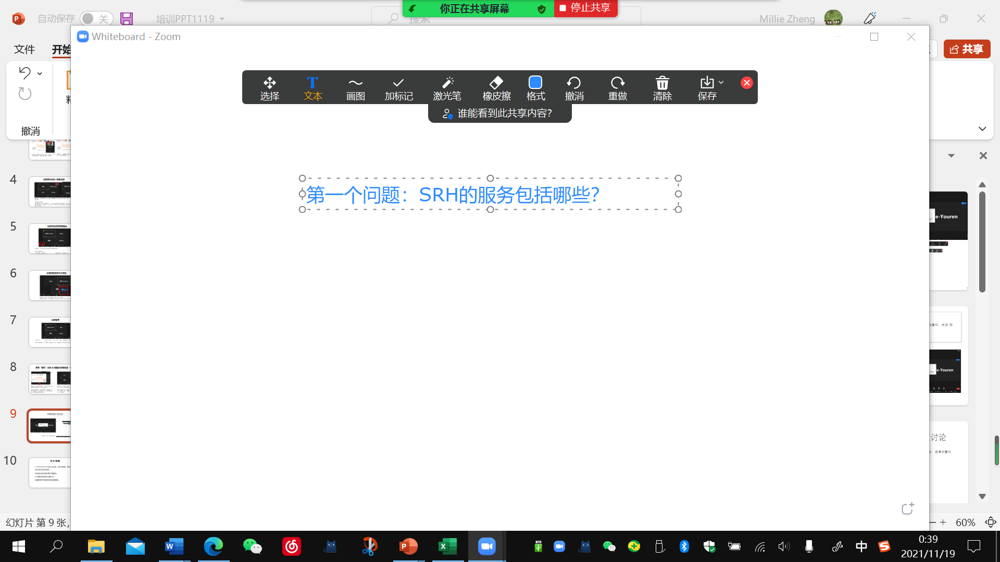 你正在共享屏幕
停止共享
自动保存
关
培训PPT1119
搜索
Millie Zheng
Whiteboard - Zoom
文件
开始
共享
选择
文本
画图
加标记
激光笔
橡皮擦
格式
撤消
重做
清除
保存
谁能看到此共享内容?
撤消
第一个问题：SRH的服务包括哪些?
4
5
6
7
8
9
10
e-Youren
e-Youren
讨论
幻灯片 第 9 张,
60%
中
0:39
2021/11/19